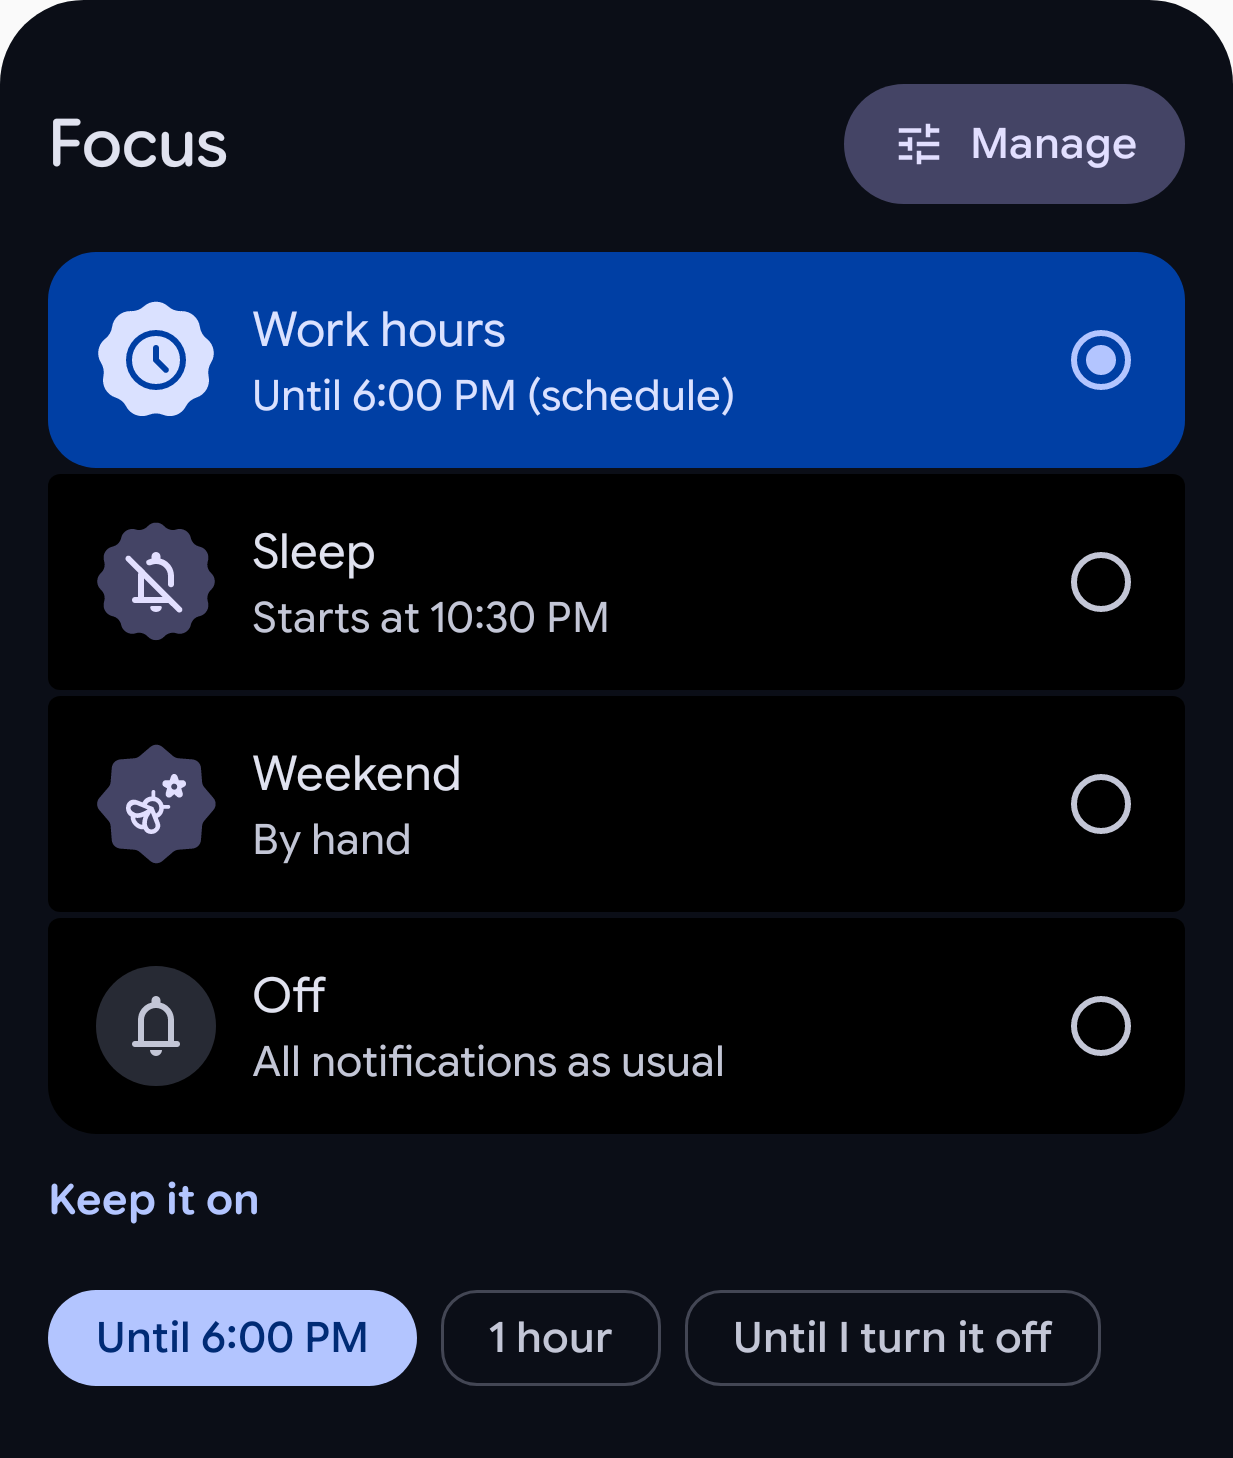 Focus
Manage
Work hours
Until 6:00 PM (schedule)
Sleep
Starts at 10:30 PM
Weekend
By hand
Off
All notifications as usual
Keep it on
Until 6:00 PM
1 hour
Until I turn it off